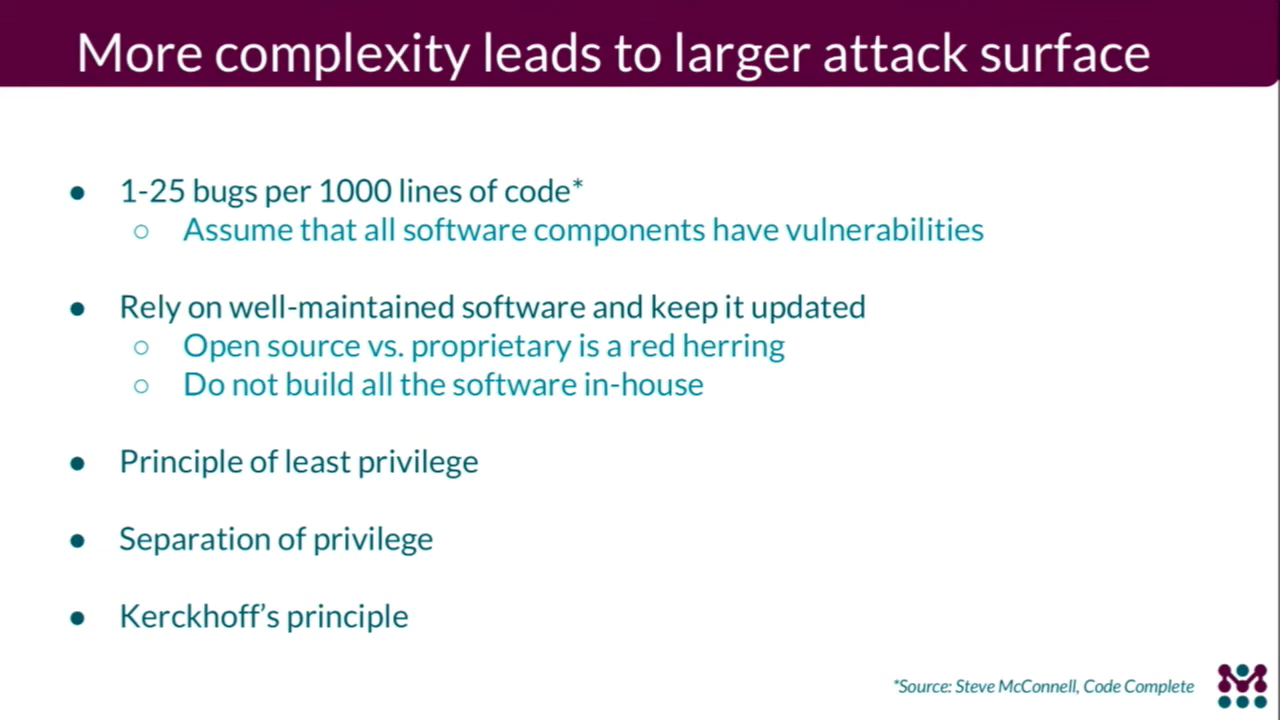 More complexity leads to larger attack surface
● 1-25 bugs per 1000 lines of code*
○ Assume that all software components have vulnerabilities
● Rely on well-maintained software and keep it updated
○ Open source vs. proprietary is a red herring
○ Do not build all the software in-house
● Principle of least privilege
● Separation of privilege
● Kerckhoff’s principle
*Source: Steve McConnell, Code Complete